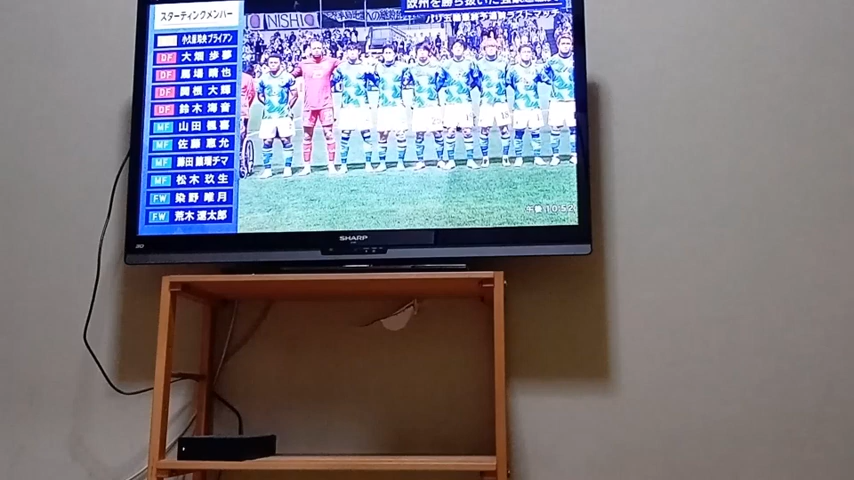 スターティングメンバー
NISHIO
欧州を勝ち抜いた強豪
小久保玲央ブライアン
DF 大畑 歩夢
DF 馬場 晴也
DF 関根 大輝
DF 鈴木 海音
MF 山田 楓喜
MF 佐藤 恵允
MF 藤田 譲瑠チマ
MF 松木 玖生
FW 染野 唯月
FW 荒木 遼太郎
午後 10:52
SHARP